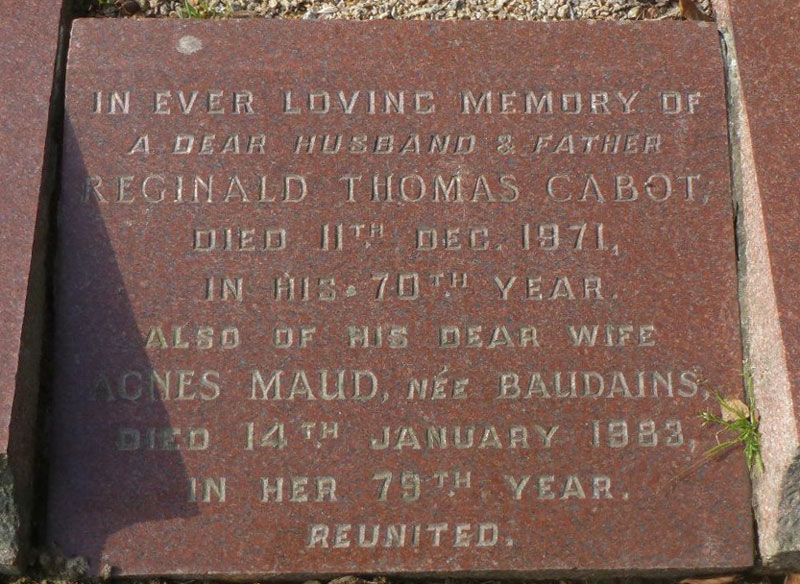 IN EVER LOVING MEMORY OF
A DEAR HUSBAND & FATHER
REGINALD THOMAS CABOT,
DIED 11TH DEC. 1971,
IN HIS 70TH YEAR.
ALSO OF HIS DEAR WIFE
AGNES MAUD, NÉE BAUDAINS,
DIED 14TH JANUARY 1983,
IN HER 79TH YEAR.
REUNITED.